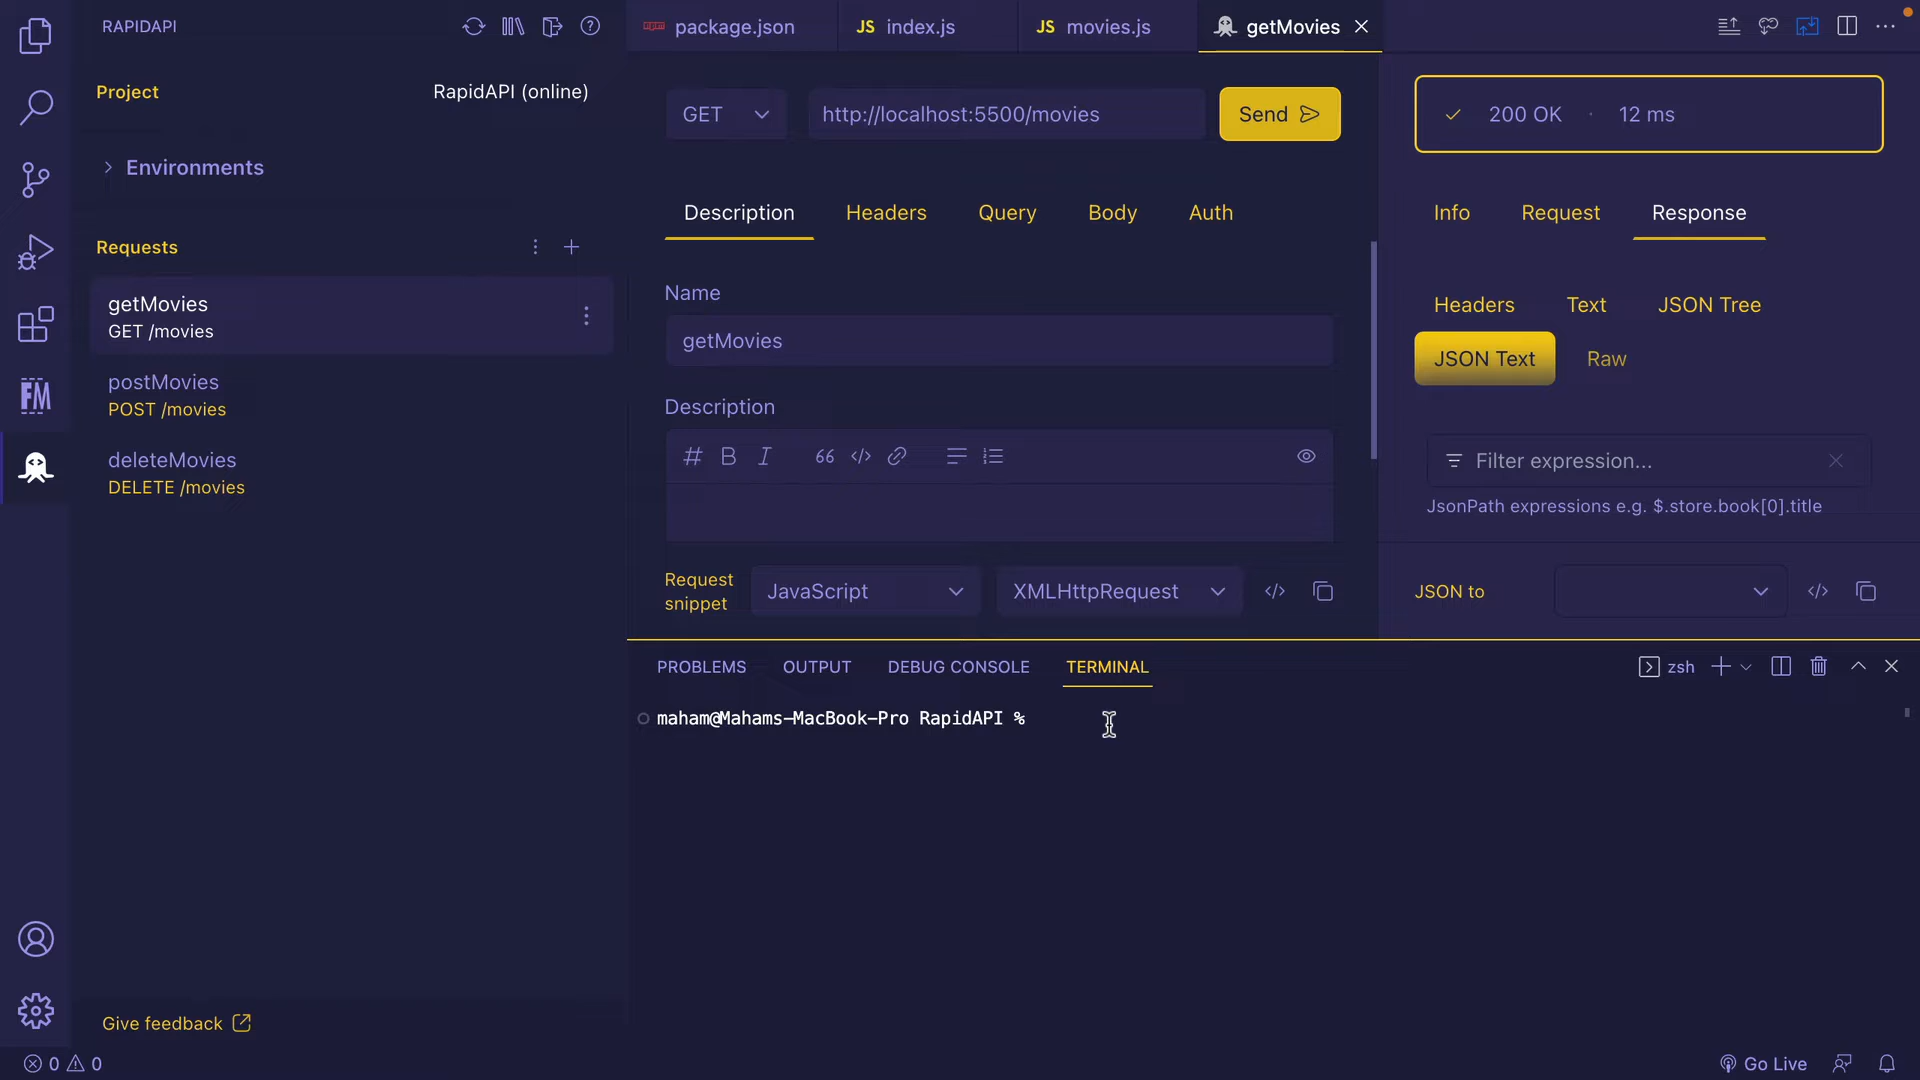 RAPIDAPI
Project
RapidAPI (online)
Environments
Requests
getMovies
GET /movies
postMovies
POST /movies
deleteMovies
DELETE /movies
Give feedback
0 0
FM
package.json
JS index.js
JS movies.js
getMovies
GET
http://localhost:5500/movies
Send
Description Headers Query Body Auth
Name
getMovies
Description
# B I 66 </>
Request
snippet
JavaScript
XMLHttpRequest
</>
200 OK · 12 ms
Info Request Response
Headers Text JSON Tree
JSON Text Raw
Filter expression...
JsonPath expressions e.g. $.store.book[0].title
JSON to
</>
PROBLEMS OUTPUT DEBUG CONSOLE TERMINAL
zsh
maham@Mahams-MacBook-Pro RapidAPI %
Go Live